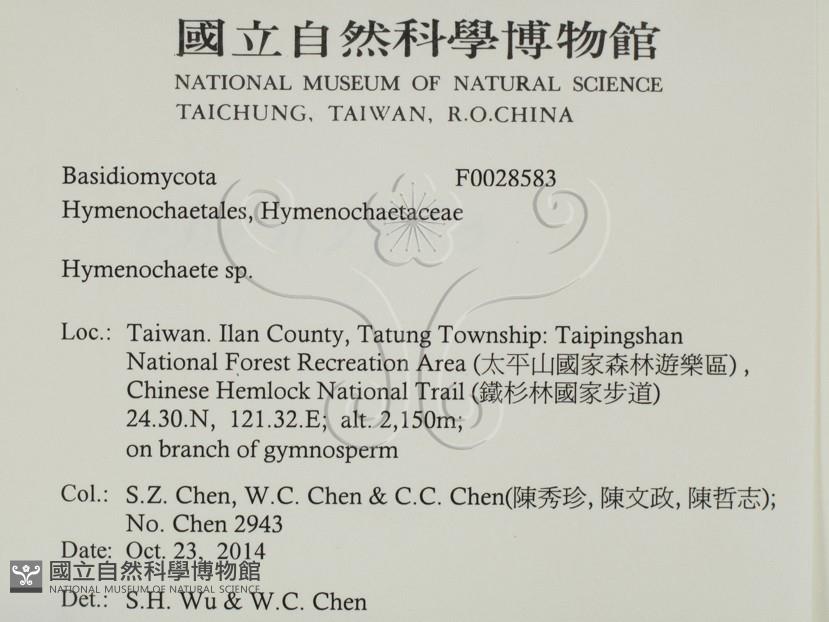 國立自然科學博物館
NATIONAL MUSEUM OF NATURAL SCIENCE
TAICHUNG, TAIWAN, R.O.CHINA
Basidiomycota F0028583
Hymenochaetales, Hymenochaetaceae
Hymenochaete sp.
Loc.: Taiwan. Ilan County, Tatung Township: Taipingshan
National Forest Recreation Area (太平山國家森林遊樂區) ,
Chinese Hemlock National Trail (鐵杉林國家步道)
24.30.N, 121.32.E; alt. 2,150m;
on branch of gymnosperm
Col.: S.Z. Chen, W.C. Chen & C.C. Chen(陳秀珍, 陳文政, 陳哲志);
No. Chen 2943
Date: Oct. 23, 2014
國立自然科學博物館
NATIONAL MUSEUM OF NATURAL SCIENCE
Det.: S.H. Wu & W.C. Chen